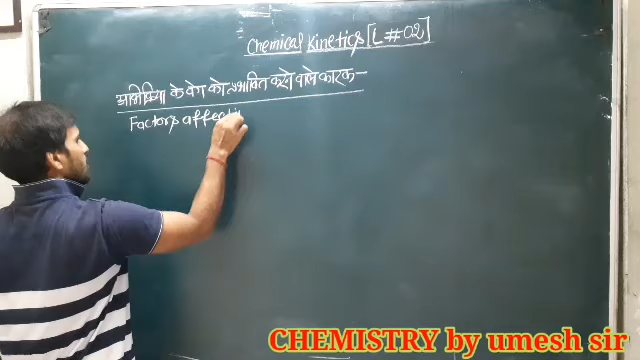 Chemical Kinetics [L#02]
अभिक्रिया के वेग को प्रभावित करने वाले कारक -
Factors affecti
CHEMISTRY by umesh sir